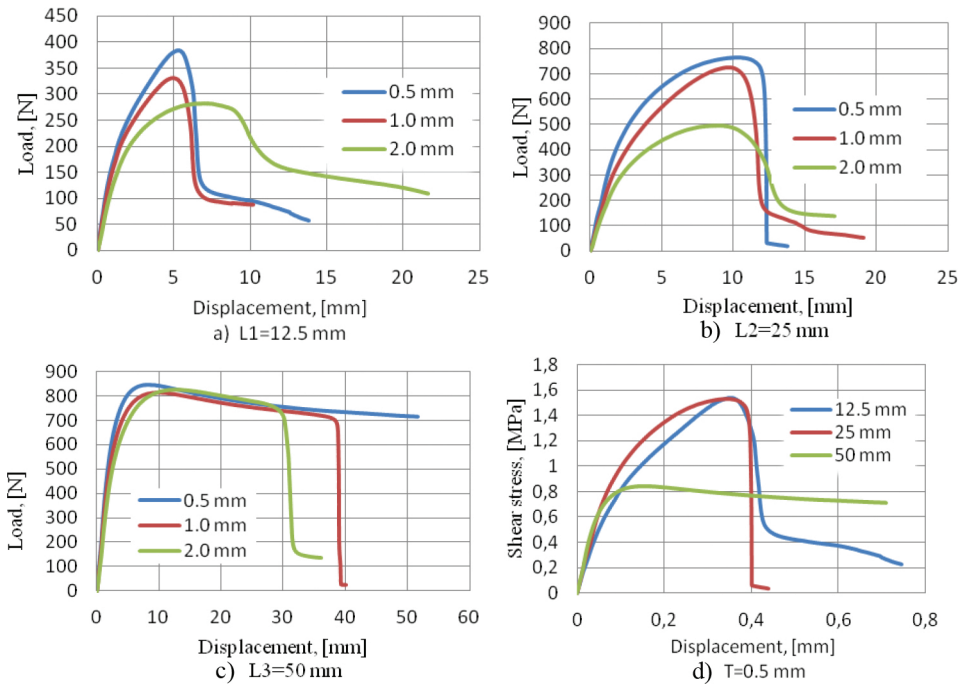 450
400
350
300
250
200
150
100
50
0
Load, [N]
0.5 mm
1.0 mm
2.0 mm
0 5 10 15 20 25
Displacement, [mm]
a) L1=12.5 mm
900
800
700
600
500
400
300
200
100
0
Load, [N]
0.5 mm
1.0 mm
2.0 mm
0 5 10 15 20 25
Displacement, [mm]
b) L2=25 mm
900
800
700
600
500
400
300
200
100
0
Load, [N]
0.5 mm
1.0 mm
2.0 mm
0 10 20 30 40 50 60
Displacement, [mm]
c) L3=50 mm
1,8
1,6
1,4
1,2
1
0,8
0,6
0,4
0,2
0
Shear stress, [MPa]
12.5 mm
25 mm
50 mm
0 0,2 0,4 0,6 0,8
Displacement, [mm]
d) T=0.5 mm